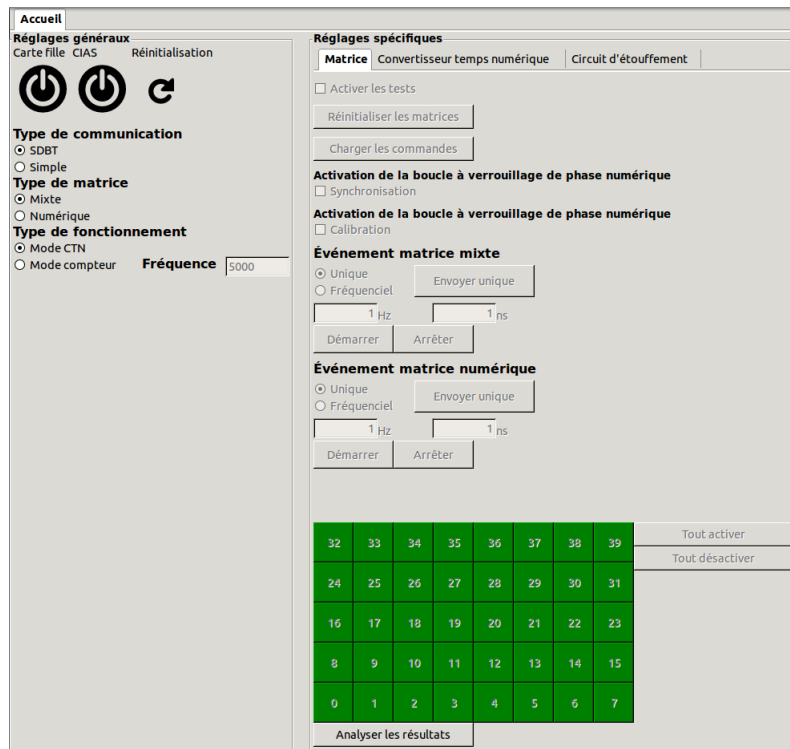 Accueil
Réglages généraux
Carte fille CIAS Réinitialisation
Type de communication
SDBT
Simple
Type de matrice
Mixte
Numérique
Type de fonctionnement
Mode CTN
Mode compteur Fréquence 5000
Réglages spécifiques
Matrice Convertisseur temps numérique Circuit d'étouffement
Activer les tests
Réinitialiser les matrices
Charger les commandes
Activation de la boucle à verrouillage de phase numérique
Synchronisation
Activation de la boucle à verrouillage de phase numérique
Calibration
Événement matrice mixte
Unique
Fréquenciel
Envoyer unique
1 Hz 1 ns
Démarrer Arrêter
Événement matrice numérique
Unique
Fréquenciel
Envoyer unique
1 Hz 1 ns
Démarrer Arrêter
32 33 34 35 36 37 38 39
24 25 26 27 28 29 30 31
16 17 18 19 20 21 22 23
8 9 10 11 12 13 14 15
0 1 2 3 4 5 6 7
Tout activer
Tout désactiver
Analyser les résultats